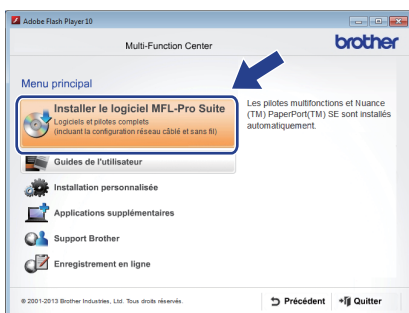 Adobe Flash Player 10
Multi-Function Center
brother
Menu principal
Installer le logiciel MFL-Pro Suite
Logiciels et pilotes complets
(incluant la configuration réseau câblé et sans fil)
Les pilotes multifonctions et Nuance
(TM) PaperPort(TM) SE sont installés
automatiquement.
Guides de l'utilisateur
Installation personnalisée
Applications supplémentaires
Support Brother
Enregistrement en ligne
© 2001-2013 Brother Industries, Ltd. Tous droits réservés.
Précédent
Quitter